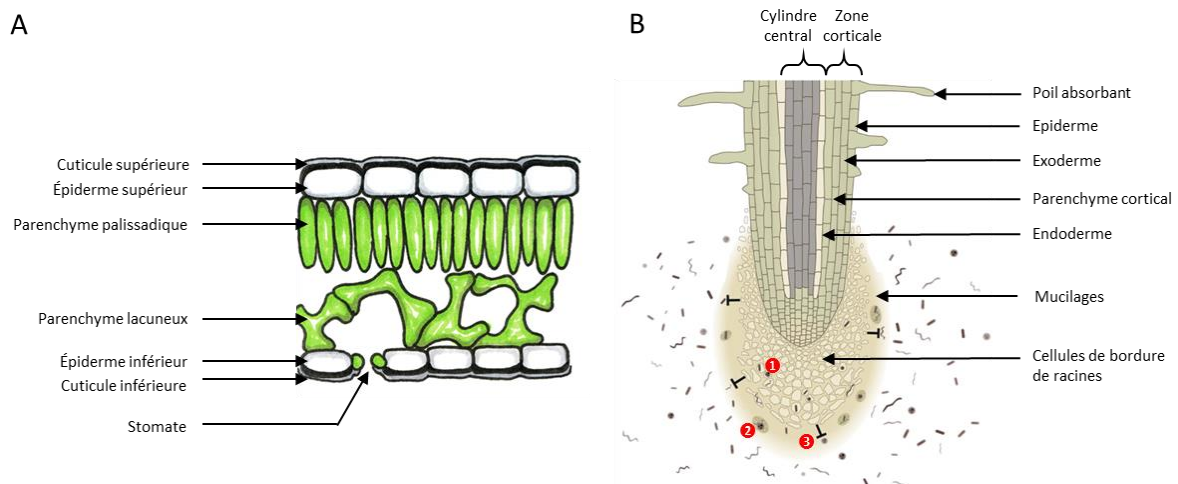 A
Cuticule supérieure
Épiderme supérieur
Parenchyme palissadique
Parenchyme lacuneux
Épiderme inférieur
Cuticule inférieure
Stomate
B
Cylindre
central
Zone
corticale
Poil absorbant
Epiderme
Exoderme
Parenchyme cortical
Endoderme
Mucilages
Cellules de bordure
de racines
1
2
3